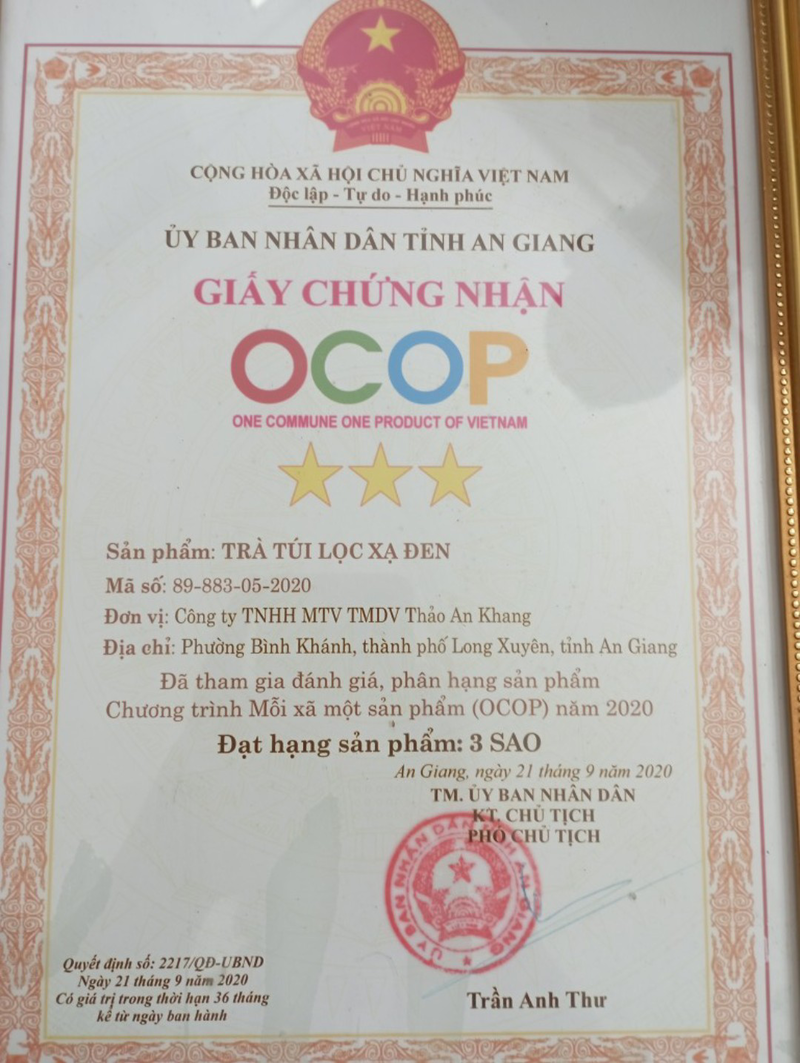 CỘNG HÒA XÃ HỘI CHỦ NGHĨA VIỆT NAM
Độc lập - Tự do - Hạnh phúc
ỦY BAN NHÂN DÂN TỈNH AN GIANG
GIẤY CHỨNG NHẬN
OCOP
ONE COMMUNE ONE PRODUCT OF VIETNAM
Sản phẩm: TRÀ TÚI LỌC XẠ ĐEN
Mã số: 89-883-05-2020
Đơn vị: Công ty TNHH MTV TMDV Thảo An Khang
Địa chỉ: Phường Bình Khánh, thành phố Long Xuyên, tỉnh An Giang
Đã tham gia đánh giá, phân hạng sản phẩm
Chương trình Mỗi xã một sản phẩm (OCOP) năm 2020
Đạt hạng sản phẩm: 3 SAO
An Giang, ngày 21 tháng 9 năm 2020
TM. ỦY BAN NHÂN DÂN
KT. CHỦ TỊCH
PHÓ CHỦ TỊCH
ỦY BAN NHÂN DÂN TỈNH AN GIANG
Trần Anh Thư
Quyết định số: 2217/QĐ-UBND
Ngày 21 tháng 9 năm 2020
Có giá trị trong thời hạn 36 tháng
kể từ ngày ban hành